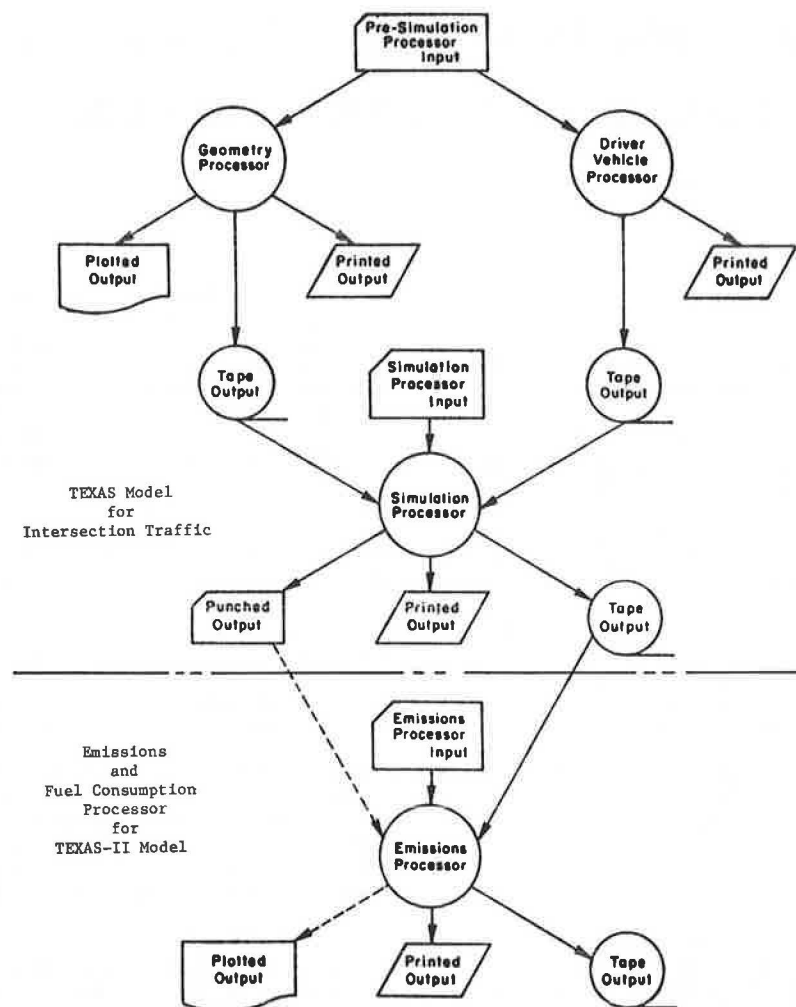 Pre-Simulation
Processor
Input
Geometry
Processor
Driver
Vehicle
Processor
Plotted
Output
Printed
Output
Printed
Output
Tape
Output
Simulation
Processor
Input
Tape
Output
TEXAS Model
for
Intersection Traffic
Simulation
Processor
Punched
Output
Printed
Output
Tape
Output
Emissions
and
Fuel Consumption
Processor
for
TEXAS-II Model
Emissions
Processor
Input
Emissions
Processor
Plotted
Output
Printed
Output
Tape
Output